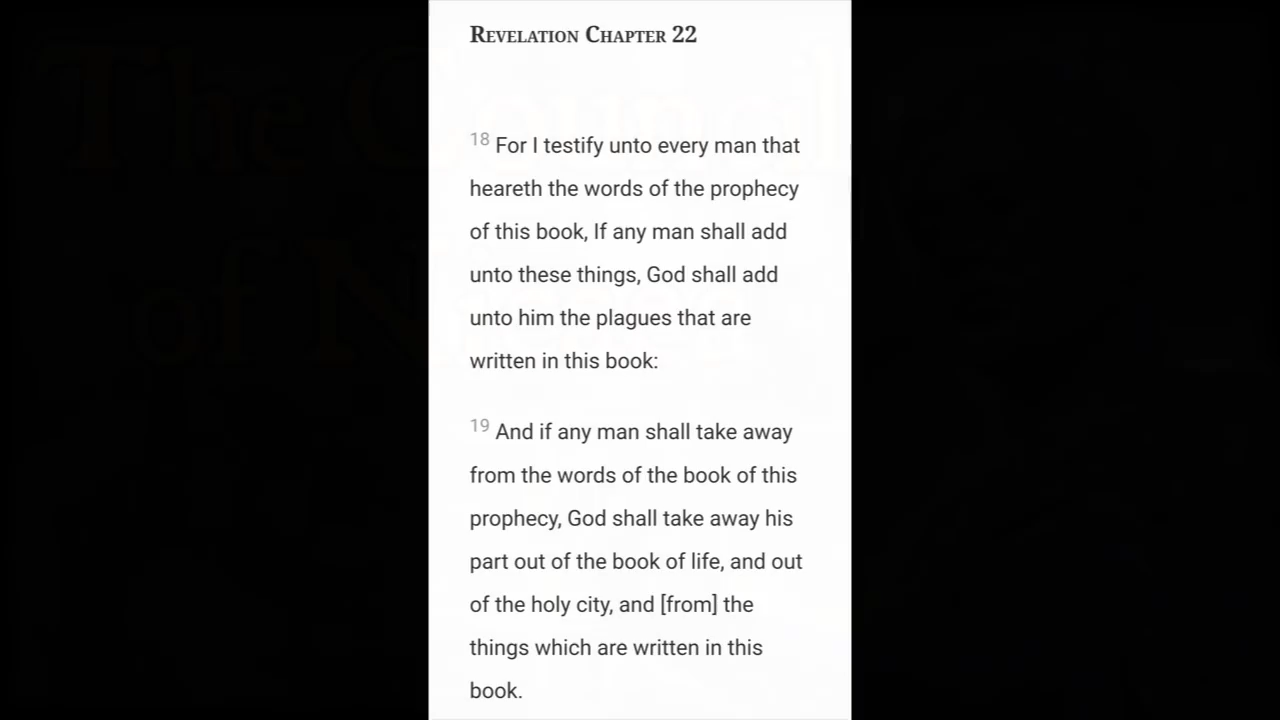 Revelation Chapter 22
18 For I testify unto every man that
heareth the words of the prophecy
of this book, If any man shall add
unto these things, God shall add
unto him the plagues that are
written in this book:
19 And if any man shall take away
from the words of the book of this
prophecy, God shall take away his
part out of the book of life, and out
of the holy city, and [from] the
things which are written in this
book.